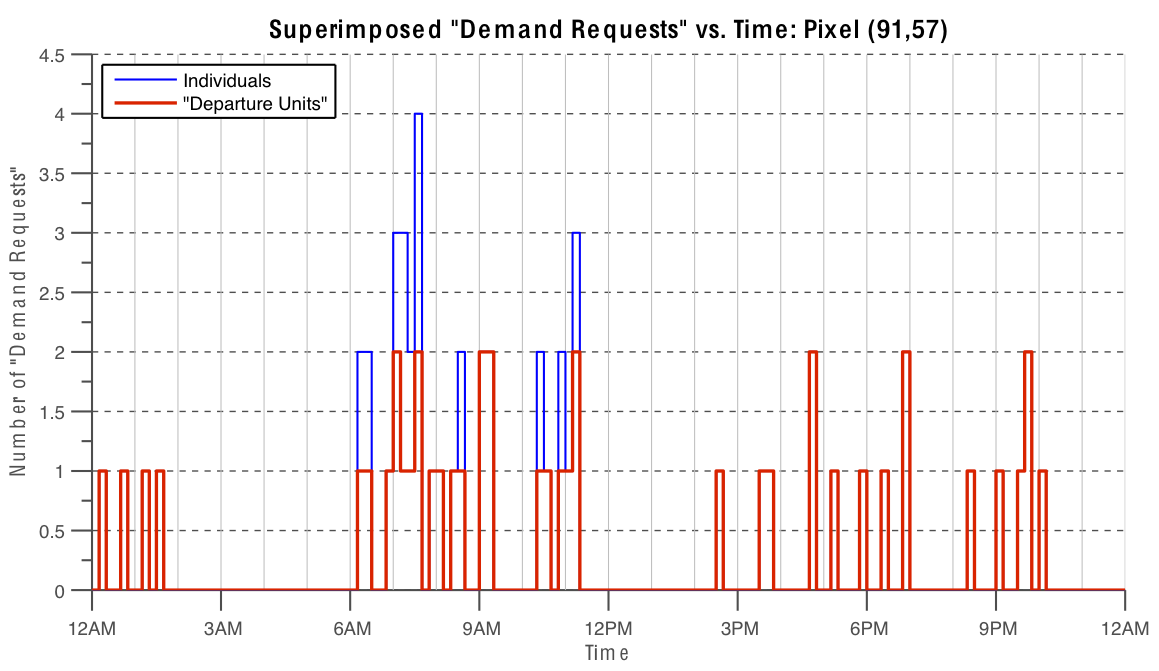 Superimposed "Demand Requests" vs. Time: Pixel (91,57)
Individuals
"Departure Units"
Number of "Demand Requests"
4.5
4
3.5
3
2.5
2
1.5
1
0.5
0
12AM 3AM 6AM 9AM 12PM 3PM 6PM 9PM 12AM
Time